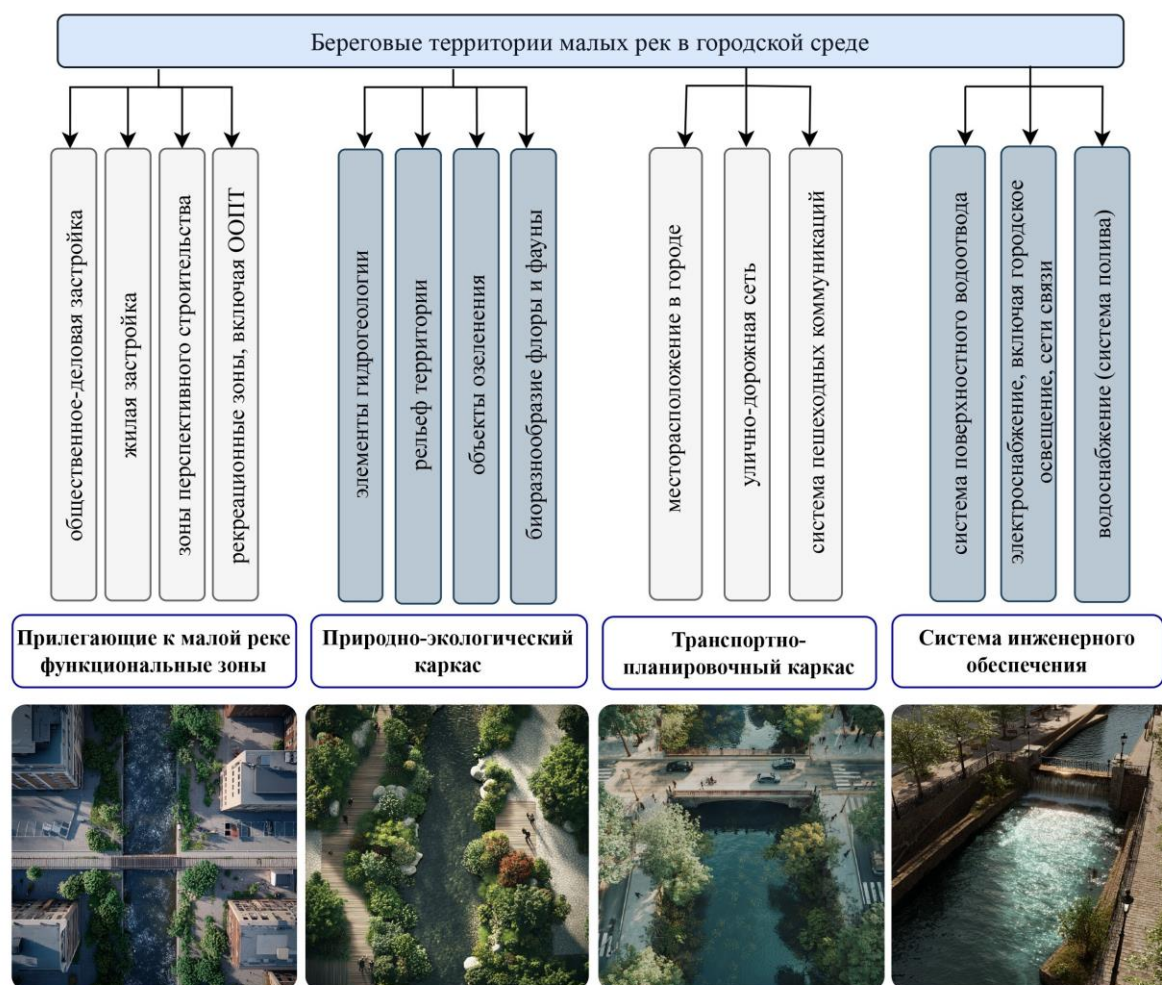 Береговые территории малых рек в городской среде
общественное-деловая застройка
жилая застройка
зоны перспективного строительства
рекреационные зоны, включая ООПТ
элементы гидрогеологии
рельеф территории
объекты озеленения
биоразнообразие флоры и фауны
месторасположение в городе
улично-дорожная сеть
система пешеходных коммуникаций
система поверхностного водоотвода
электроснабжение, включая городское
освещение, сети связи
водоснабжение (система полива)
Прилегающие к малой реке
функциональные зоны
Природно-экологический
каркас
Транспортно-
планировочный каркас
Система инженерного
обеспечения